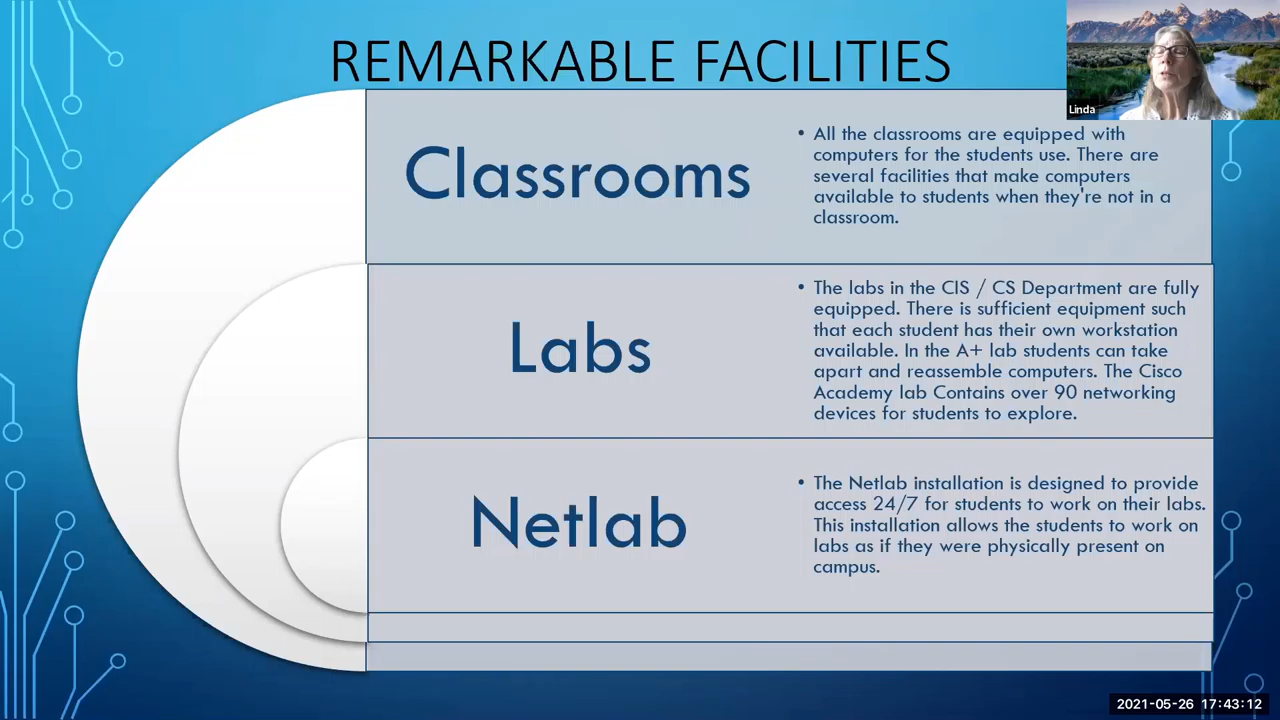 REMARKABLE FACILITIES
Linda
Classrooms
• All the classrooms are equipped with
computers for the students use. There are
several facilities that make computers
available to students when they're not in a
classroom.
Labs
• The labs in the CIS / CS Department are fully
equipped. There is sufficient equipment such
that each student has their own workstation
available. In the A+ lab students can take
apart and reassemble computers. The Cisco
Academy lab Contains over 90 networking
devices for students to explore.
Netlab
• The Netlab installation is designed to provide
access 24/7 for students to work on their labs.
This installation allows the students to work on
labs as if they were physically present on
campus.
2021-05-26 17:43:12